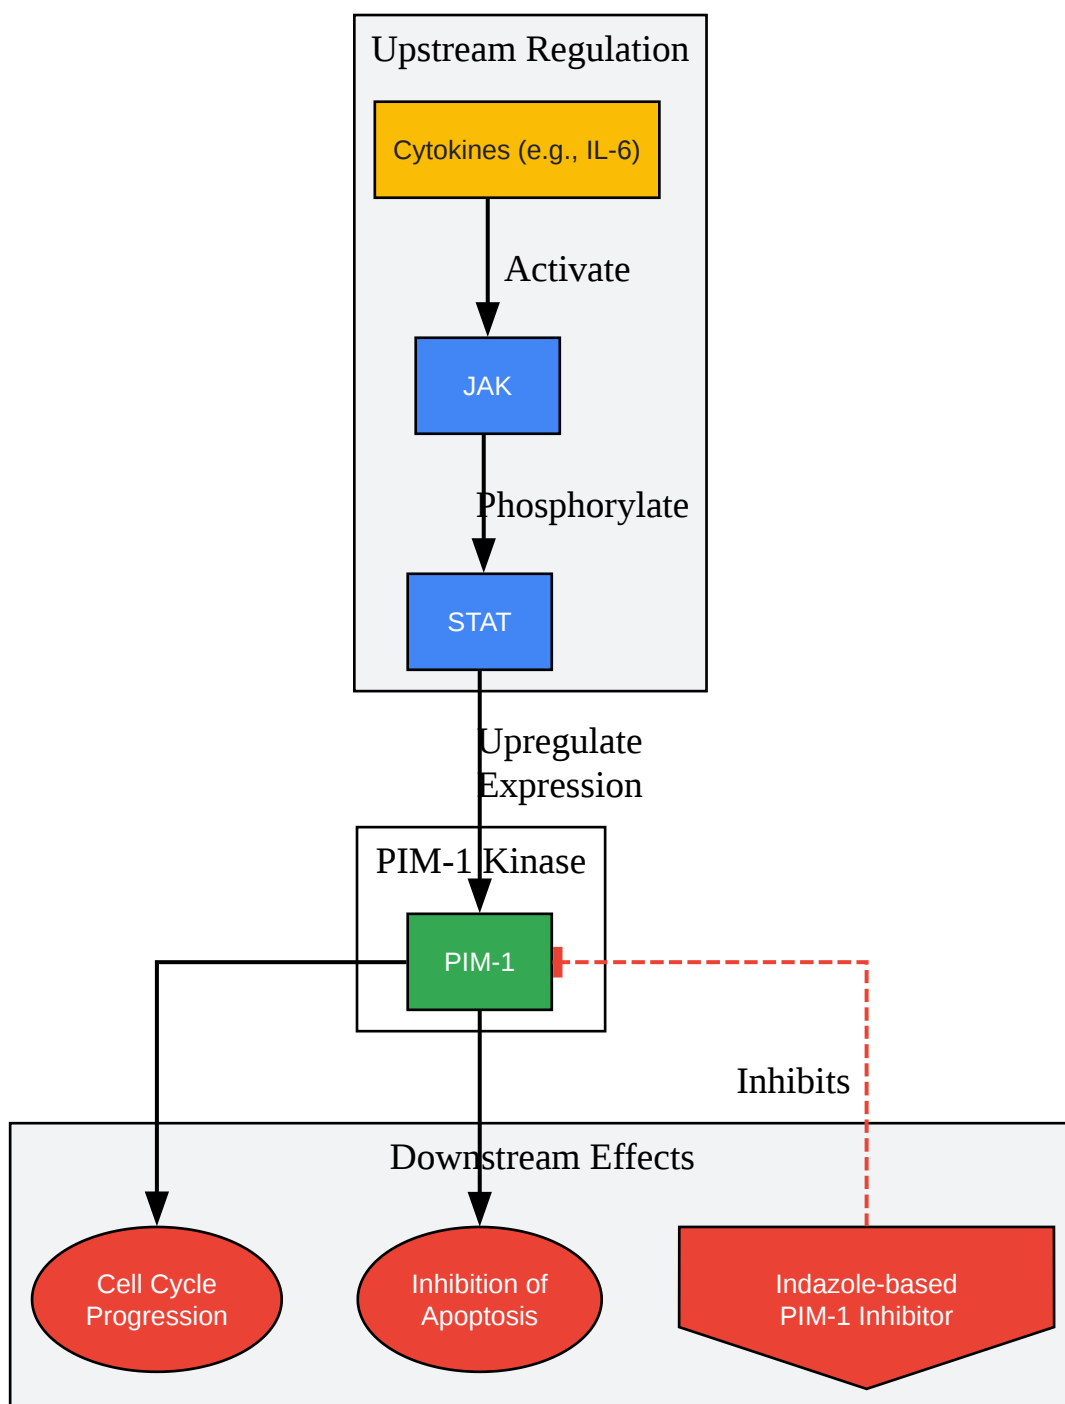 Upstream Regulation
Cytokines (e.g., IL-6)
Activate
JAK
Phosphorylate
STAT
Upregulate
Expression
PIM-1 Kinase
PIM-1
Inhibits
Downstream Effects
Cell Cycle
Progression
Inhibition of
Apoptosis
Indazole-based
PIM-1 Inhibitor